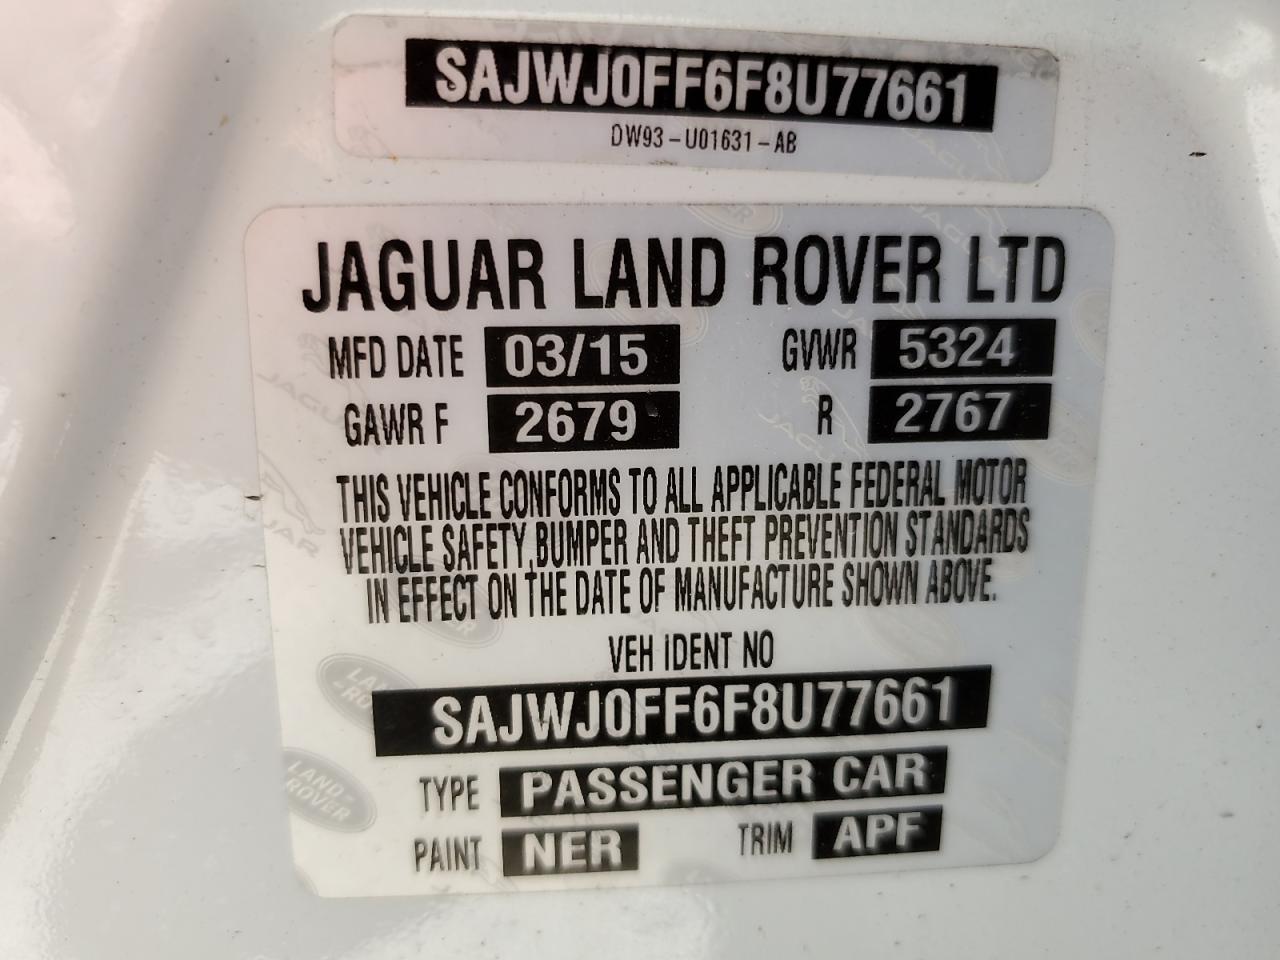 SAJWJ0FF6F8U77661
DW93-U01631-AB
JAGUAR LAND ROVER LTD
MFD DATE 03/15 GVWR 5324
GAWR F 2679 R 2767
THIS VEHICLE CONFORMS TO ALL APPLICABLE FEDERAL MOTOR
VEHICLE SAFETY,BUMPER AND THEFT PREVENTION STANDARDS
IN EFFECT ON THE DATE OF MANUFACTURE SHOWN ABOVE.
VEH IDENT NO
SAJWJ0FF6F8U77661
TYPE PASSENGER CAR
PAINT NER TRIM APF
LAND-
ROVER